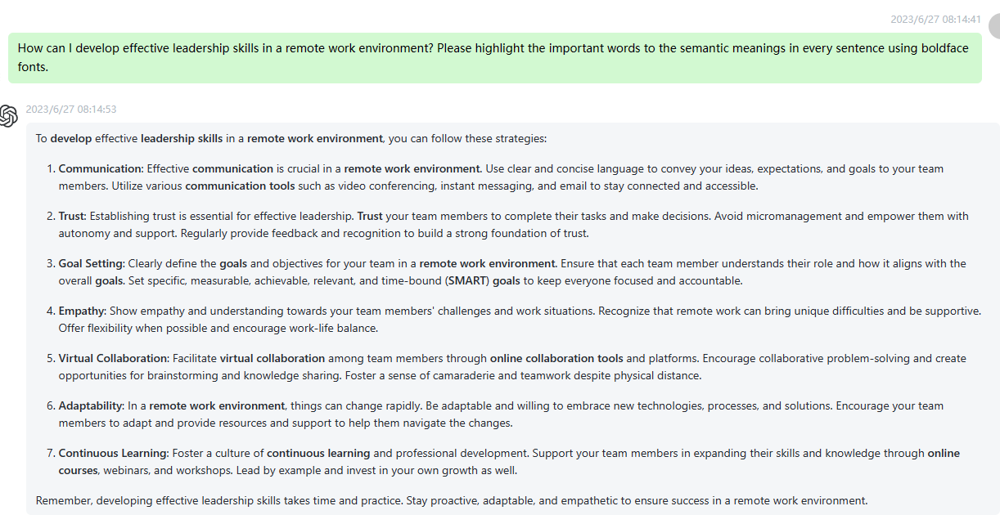 2023/6/27 08:14:41
How can I develop effective leadership skills in a remote work environment? Please highlight the important words to the semantic meanings in every sentence using boldface
fonts.
2023/6/27 08:14:53
To develop effective leadership skills in a remote work environment, you can follow these strategies:
1. Communication: Effective communication is crucial in a remote work environment. Use clear and concise language to convey your ideas, expectations, and goals to your team
members. Utilize various communication tools such as video conferencing, instant messaging, and email to stay connected and accessible.
2. Trust: Establishing trust is essential for effective leadership. Trust your team members to complete their tasks and make decisions. Avoid micromanagement and empower them with
autonomy and support. Regularly provide feedback and recognition to build a strong foundation of trust.
3. Goal Setting: Clearly define the goals and objectives for your team in a remote work environment. Ensure that each team member understands their role and how it aligns with the
overall goals. Set specific, measurable, achievable, relevant, and time-bound (SMART) goals to keep everyone focused and accountable.
4. Empathy: Show empathy and understanding towards your team members' challenges and work situations. Recognize that remote work can bring unique difficulties and be supportive.
Offer flexibility when possible and encourage work-life balance.
5. Virtual Collaboration: Facilitate virtual collaboration among team members through online collaboration tools and platforms. Encourage collaborative problem-solving and create
opportunities for brainstorming and knowledge sharing. Foster a sense of camaraderie and teamwork despite physical distance.
6. Adaptability: In a remote work environment, things can change rapidly. Be adaptable and willing to embrace new technologies, processes, and solutions. Encourage your team
members to adapt and provide resources and support to help them navigate the changes.
7. Continuous Learning: Foster a culture of continuous learning and professional development. Support your team members in expanding their skills and knowledge through online
courses, webinars, and workshops. Lead by example and invest in your own growth as well.
Remember, developing effective leadership skills takes time and practice. Stay proactive, adaptable, and empathetic to ensure success in a remote work environment.